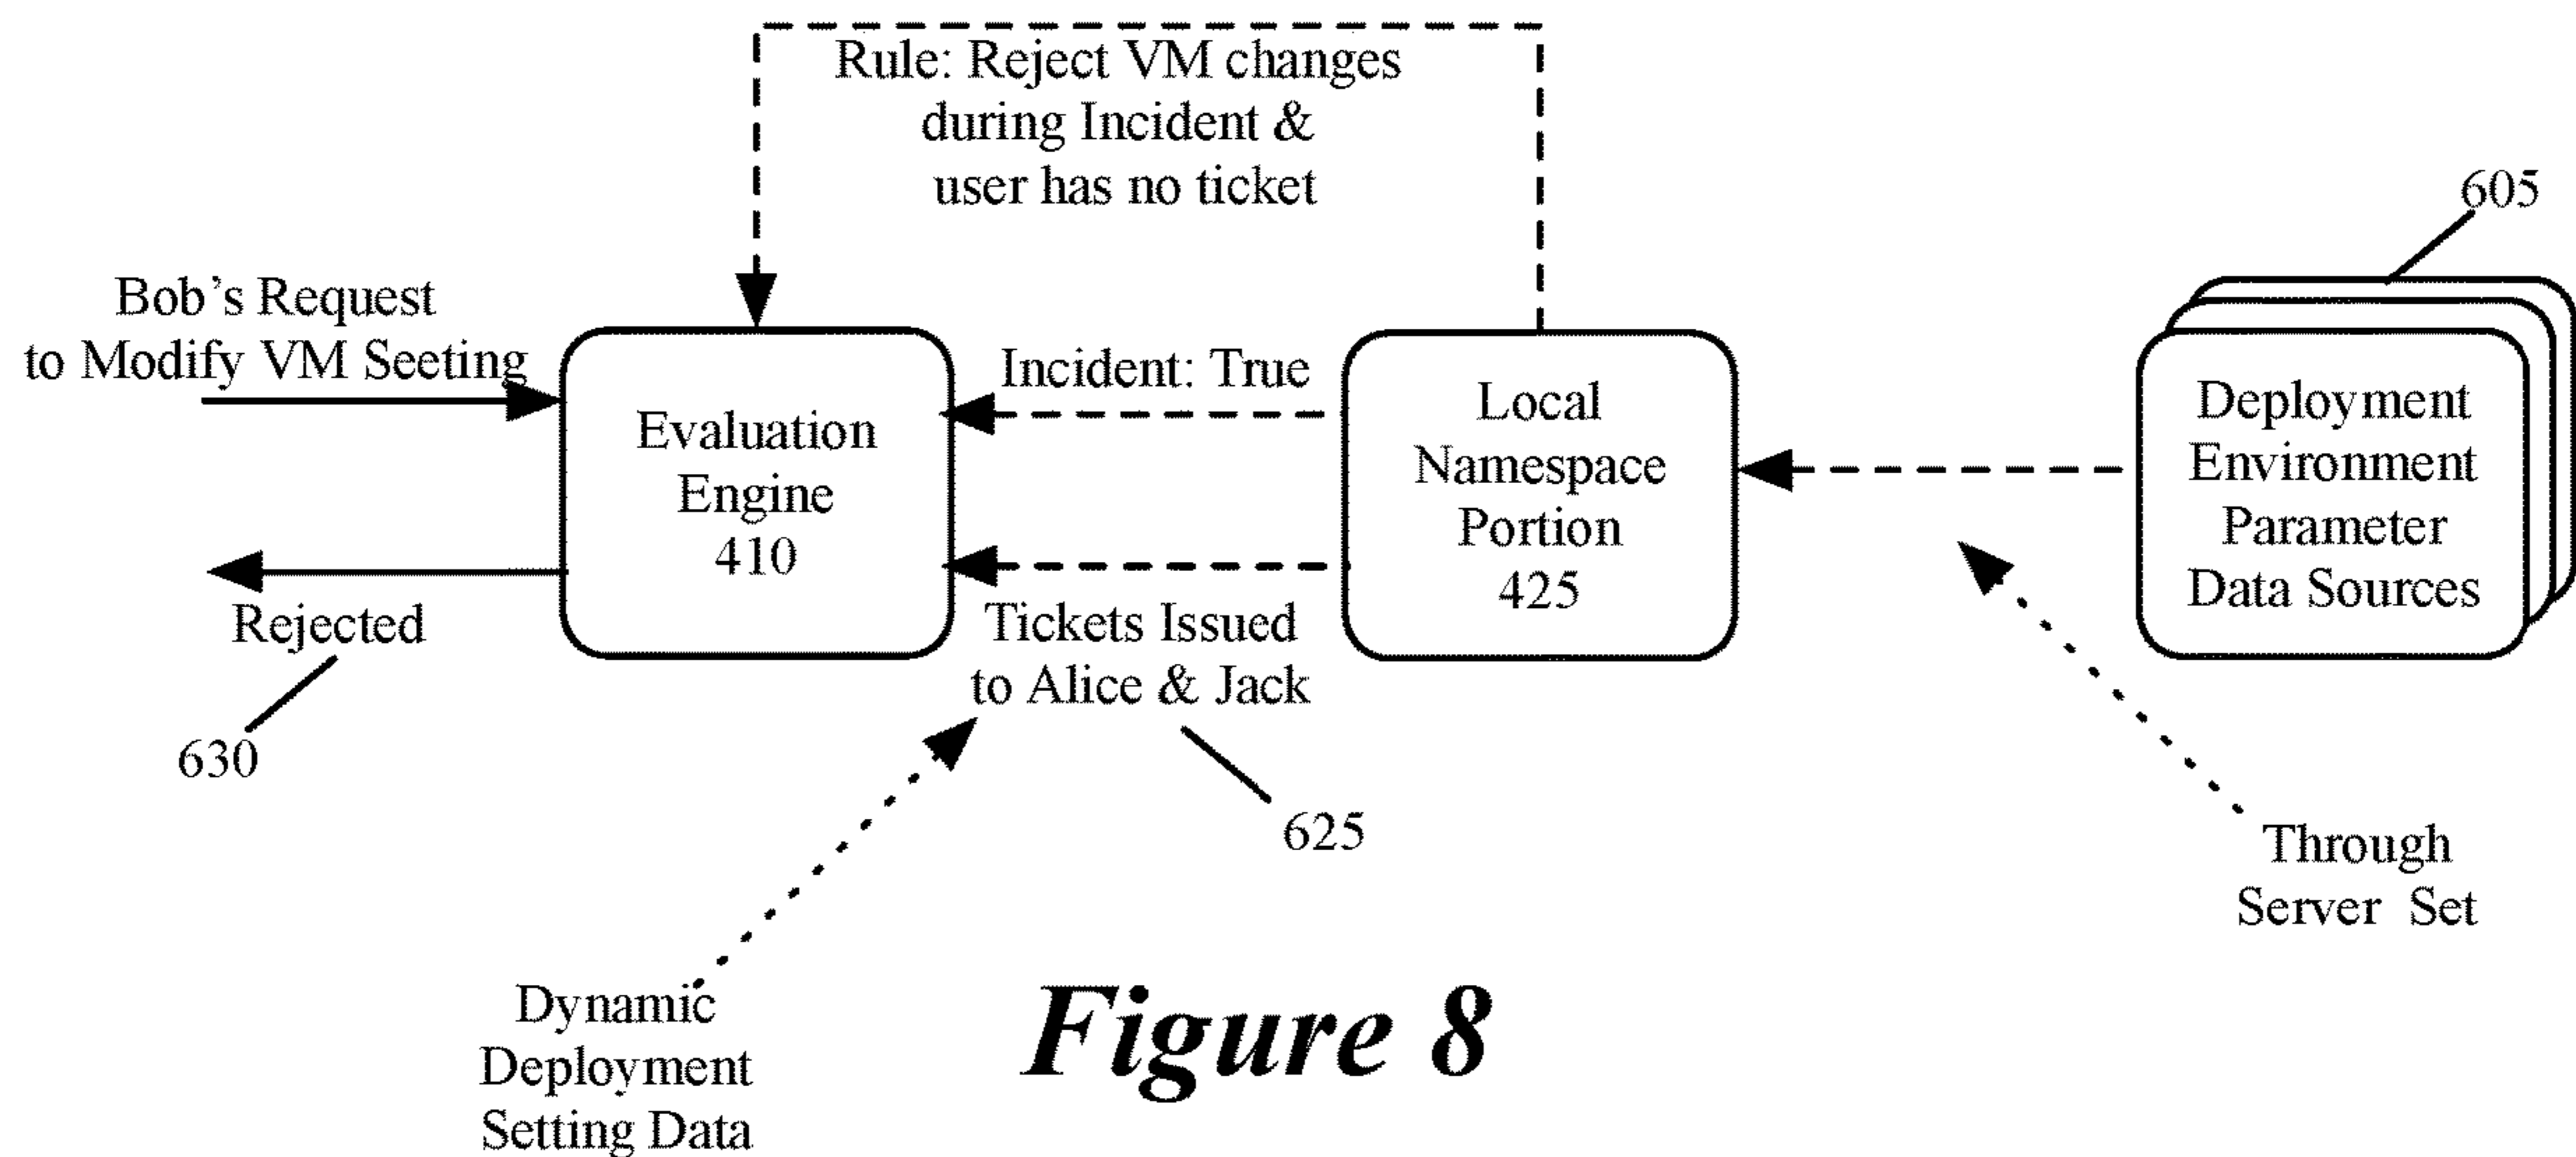 Rule: Reject VM changes
during Incident &
user has no ticket
605
Bob's Request
to Modify VM Seeting
Incident: True
Evaluation
Engine
410
Local
Namespace
Portion
425
Deployment
Environment
Parameter
Data Sources
Rejected
630
Tickets Issued
to Alice & Jack
625
Through
Server Set
Dynamic
Deployment
Setting Data
Figure 8